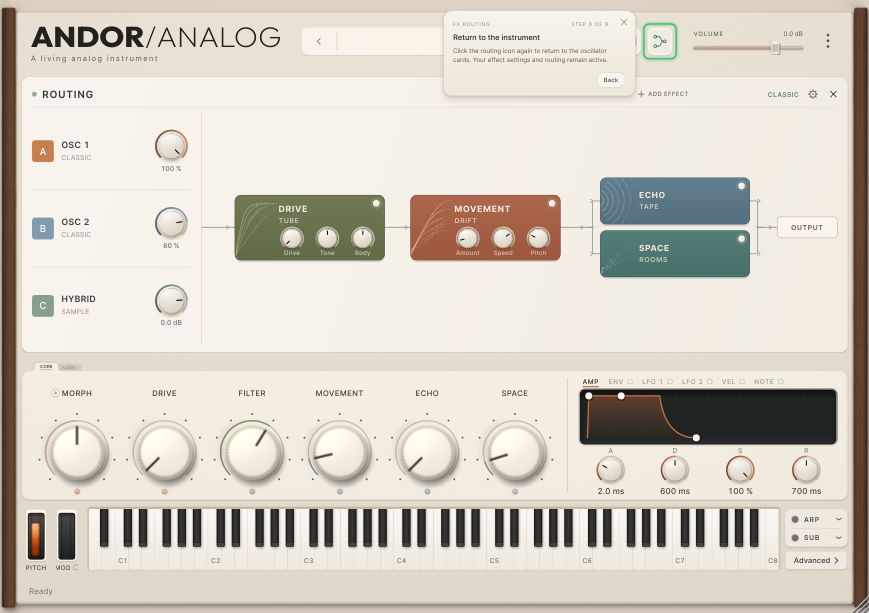 ANDOR/ANALOG
A living analog instrument
FX ROUTING
STEP 6 OF 6
Return to the instrument
Click the routing icon again to return to the oscillator
cards. Your effect settings and routing remain active.
Back
VOLUME
0.0 dB
ROUTING
+ ADD EFFECT
CLASSIC
A
OSC 1
CLASSIC
100 %
B
OSC 2
CLASSIC
80 %
C
HYBRID
SAMPLE
0.0 dB
DRIVE
TUBE
Drive
Tone
Body
MOVEMENT
DRIFT
Amount
Speed
Pitch
ECHO
TAPE
SPACE
ROOMS
OUTPUT
CORE
MORPH
DRIVE
FILTER
MOVEMENT
ECHO
SPACE
AMP
ENV
LFO 1
LFO 2
VEL
NOTE
A
D
S
R
2.0 ms
600 ms
100 %
700 ms
PITCH
MOD
C1
C2
C3
C4
C5
C6
C7
C8
ARP
SUB
Advanced
Ready